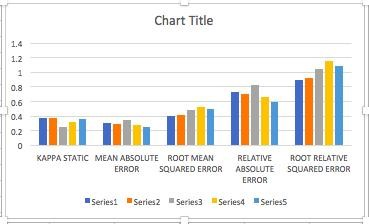 Chart Title
1.4
1.2
1
0.8
0.6
0.4
0.2
0
KAPPA STATIC
MEAN ABSOLUTE
ERROR
ROOT MEAN
SQUARED ERROR
RELATIVE
ABSOLUTE
ERROR
ROOT RELATIVE
SQUARED ERROR
Series1 Series2 Series3 Series4 Series5